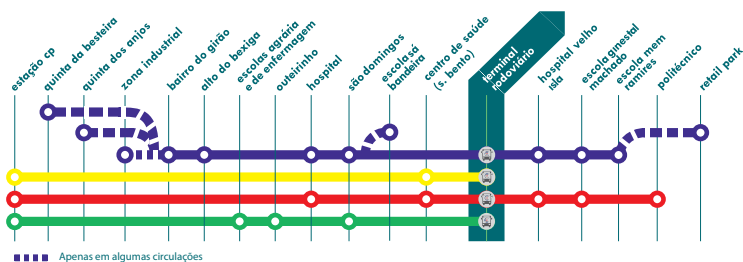 estação cp
quinta da besteira
quinta dos anjos
zona industrial
bairro do girão
alto do bexiga
escolas agrária
e de enfermagem
outeirinho
hospital
são domingos
escola sá
bandeira
centro de saúde
(s. bento)
terminal
rodoviário
hospital velho
isla
escola ginestal
machado
escola mem
ramires
politécnico
retail park
Apenas em algumas circulações